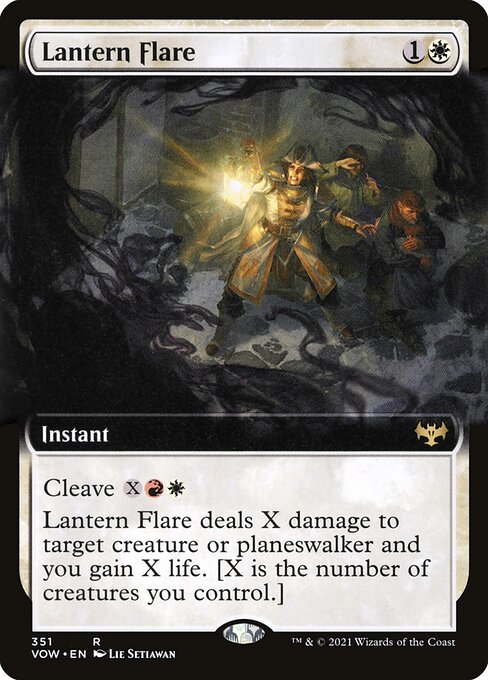 Lantern Flare 1
Instant
Cleave X
Lantern Flare deals X damage to
target creature or planeswalker and
you gain X life. [X is the number of
creatures you control.]
351 R
VOW • EN Lie Setiawan
™ & © 2021 Wizards of the Coast